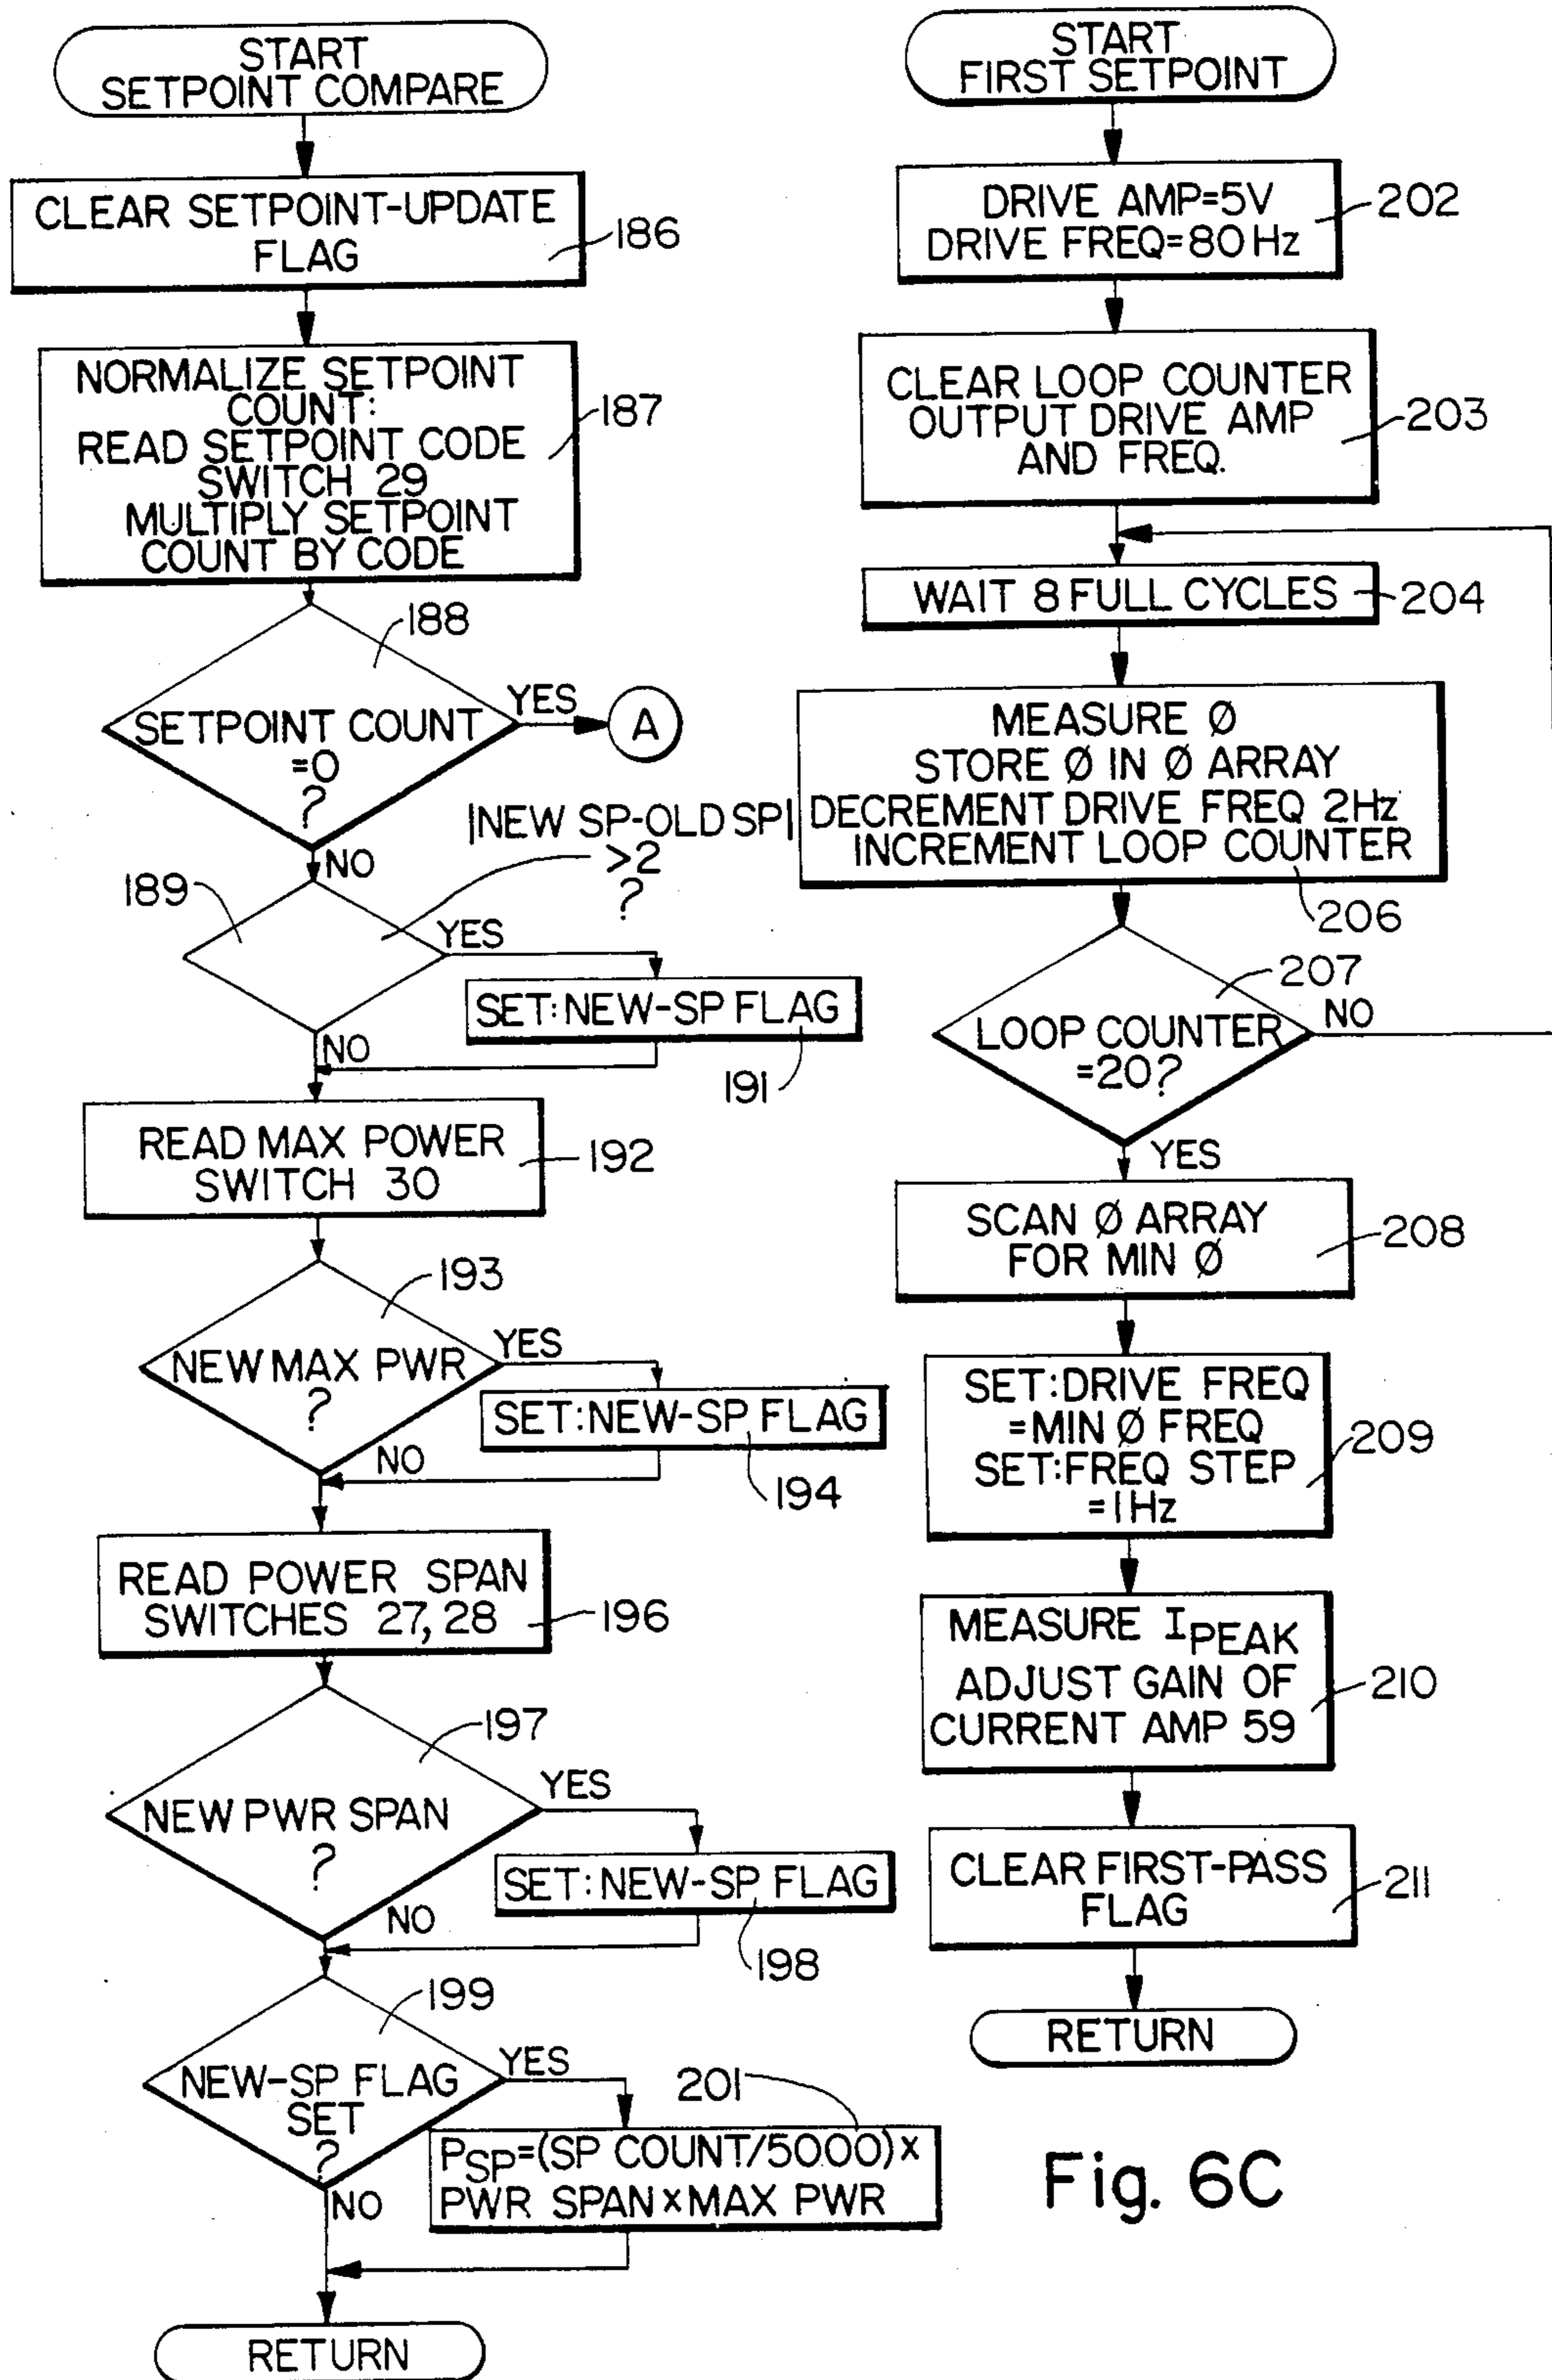 START
SETPOINT COMPARE
CLEAR SETPOINT-UPDATE
FLAG
186
NORMALIZE SETPOINT
COUNT:
READ SETPOINT CODE
SWITCH 29
MULTIPLY SETPOINT
COUNT BY CODE
187
188
SETPOINT COUNT
=0
?
YES
A
NO
189
|NEW SP-OLD SP|
>2
?
YES
SET:NEW-SP FLAG
191
NO
READ MAX POWER
SWITCH 30
192
193
NEW MAX PWR
?
YES
SET:NEW-SP FLAG
194
NO
READ POWER SPAN
SWITCHES 27, 28
196
197
NEW PWR SPAN
?
YES
SET:NEW-SP FLAG
198
NO
199
NEW-SP FLAG
SET
?
YES
201
PSP=(SP COUNT/5000)×
PWR SPAN×MAX PWR
NO
RETURN
START
FIRST SETPOINT
DRIVE AMP=5V
DRIVE FREQ=80 Hz
202
CLEAR LOOP COUNTER
OUTPUT DRIVE AMP
AND FREQ.
203
WAIT 8 FULL CYCLES
204
MEASURE Ø
STORE Ø IN Ø ARRAY
DECREMENT DRIVE FREQ 2Hz
INCREMENT LOOP COUNTER
206
207
LOOP COUNTER
=20?
NO
YES
SCAN Ø ARRAY
FOR MIN Ø
208
SET:DRIVE FREQ
=MIN Ø FREQ
SET:FREQ STEP
=1Hz
209
MEASURE IPEAK
ADJUST GAIN OF
CURRENT AMP 59
210
CLEAR FIRST-PASS
FLAG
211
RETURN
Fig. 6C